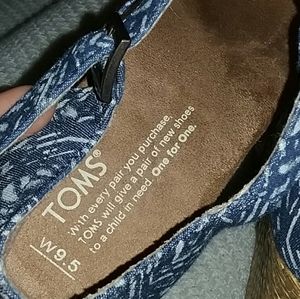 TOMS®
With every pair you purchase,
TOMS will give a pair of new shoes
to a child in need. One for One.
W9.5